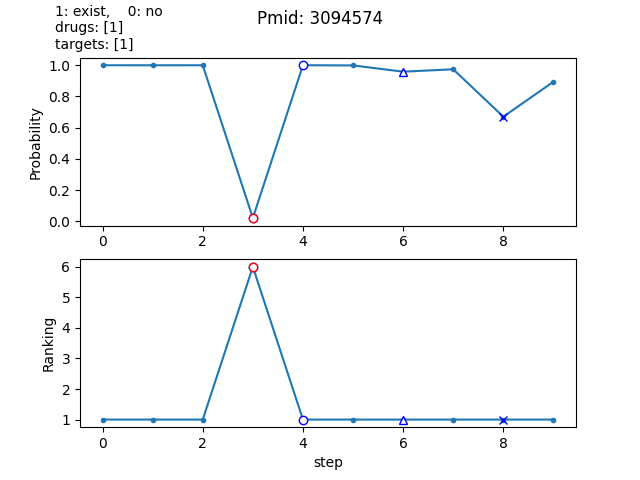 1: exist,    0: no
drugs: [1]
targets: [1]
Pmid: 3094574
Probability
1.0
0.8
0.6
0.4
0.2
0.0
0 2 4 6 8
Ranking
6
5
4
3
2
1
0 2 4 6 8
step